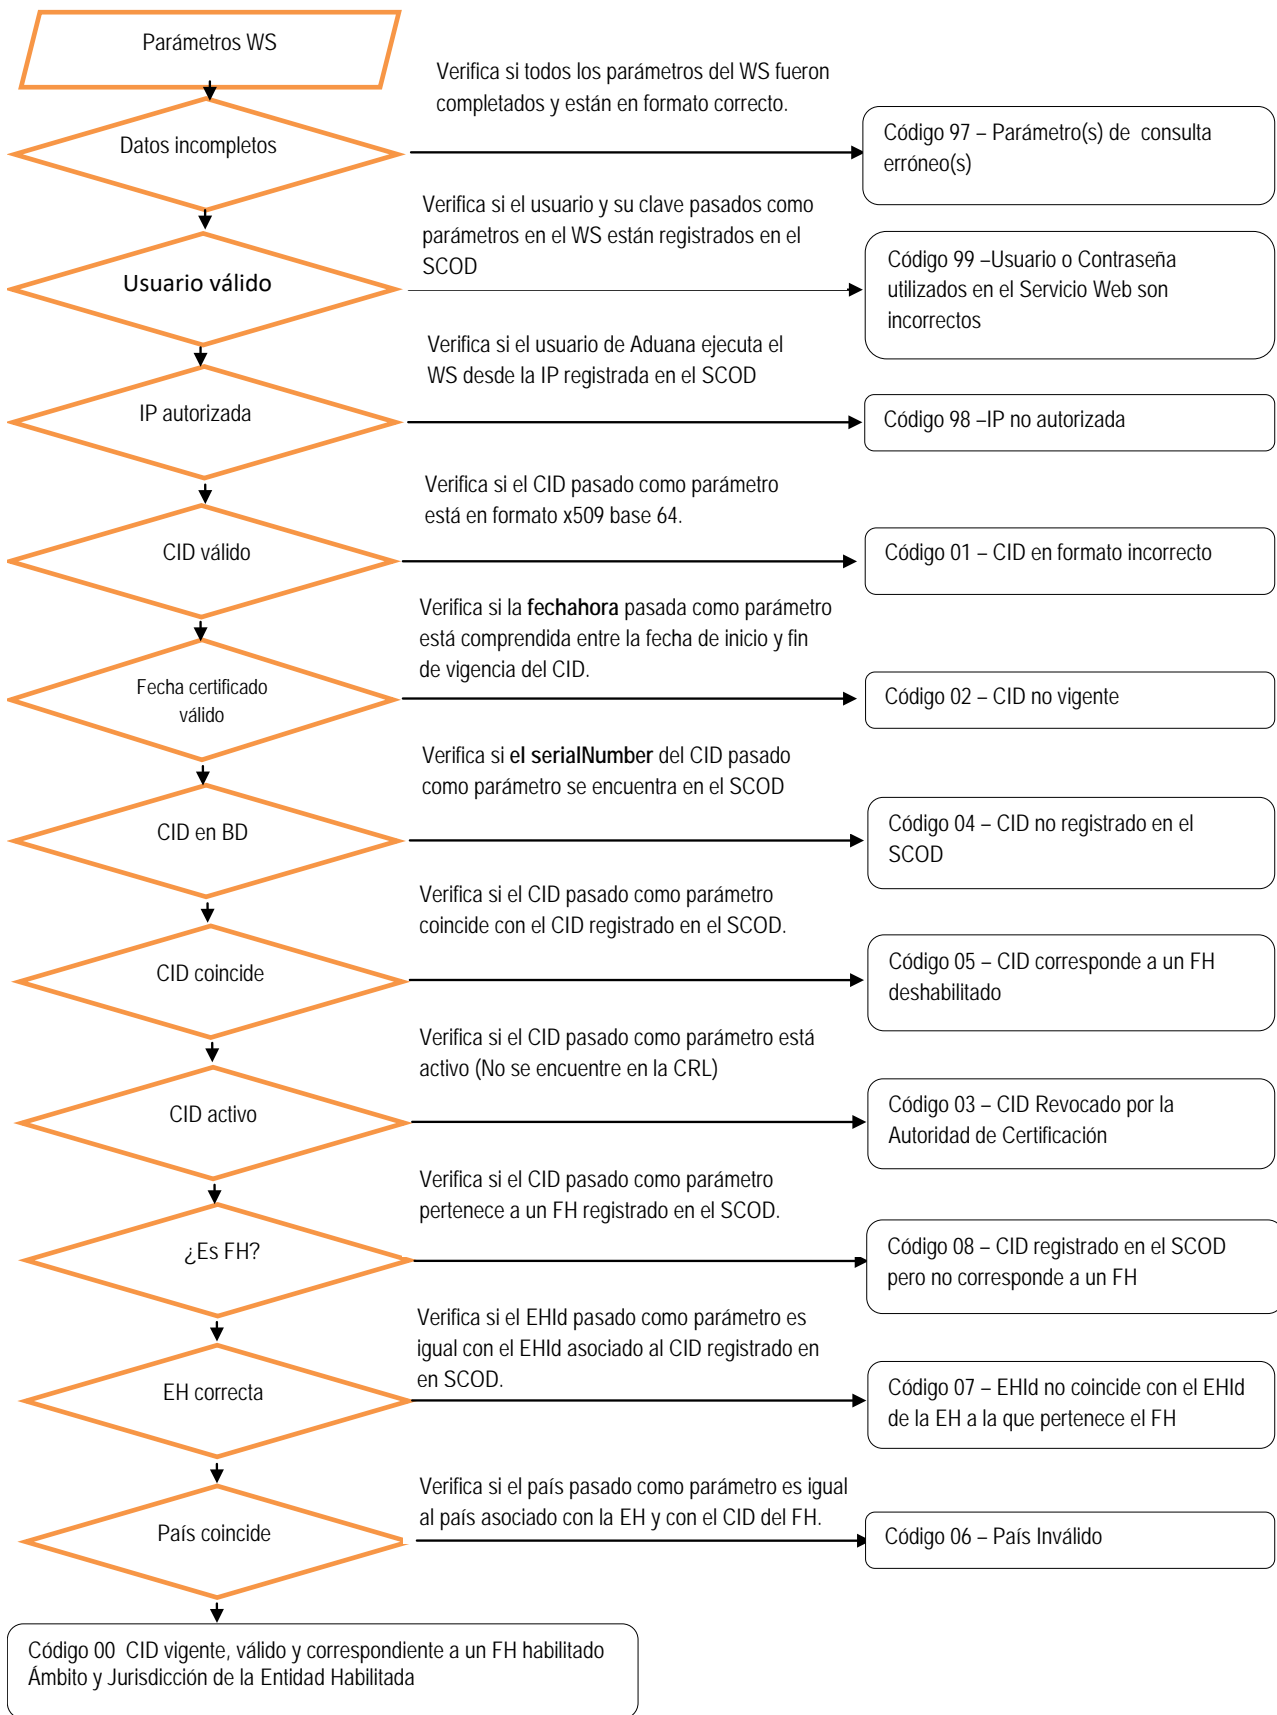 Parámetros WS
Verifica si todos los parámetros del WS fueron
completados y están en formato correcto.
Datos incompletos
Código 97 – Parámetro(s) de consulta
erróneo(s)
Verifica si el usuario y su clave pasados como
parámetros en el WS están registrados en el
SCOD
Usuario válido
Código 99 –Usuario o Contraseña
utilizados en el Servicio Web son
incorrectos
Verifica si el usuario de Aduana ejecuta el
WS desde la IP registrada en el SCOD
IP autorizada
Código 98 –IP no autorizada
Verifica si el CID pasado como parámetro
está en formato x509 base 64.
CID válido
Código 01 – CID en formato incorrecto
Verifica si la fechahora pasada como parámetro
está comprendida entre la fecha de inicio y fin
de vigencia del CID.
Fecha certificado
válido
Código 02 – CID no vigente
Verifica si el serialNumber del CID pasado
como parámetro se encuentra en el SCOD
CID en BD
Código 04 – CID no registrado en el
SCOD
Verifica si el CID pasado como parámetro
coincide con el CID registrado en el SCOD.
CID coincide
Código 05 – CID corresponde a un FH
deshabilitado
Verifica si el CID pasado como parámetro está
activo (No se encuentre en la CRL)
CID activo
Código 03 – CID Revocado por la
Autoridad de Certificación
Verifica si el CID pasado como parámetro
pertenece a un FH registrado en el SCOD.
¿Es FH?
Código 08 – CID registrado en el SCOD
pero no corresponde a un FH
Verifica si el EHId pasado como parámetro es
igual con el EHId asociado al CID registrado en
en SCOD.
EH correcta
Código 07 – EHId no coincide con el EHId
de la EH a la que pertenece el FH
Verifica si el país pasado como parámetro es igual
al país asociado con la EH y con el CID del FH.
País coincide
Código 06 – País Inválido
Código 00 CID vigente, válido y correspondiente a un FH habilitado
Ámbito y Jurisdicción de la Entidad Habilitada